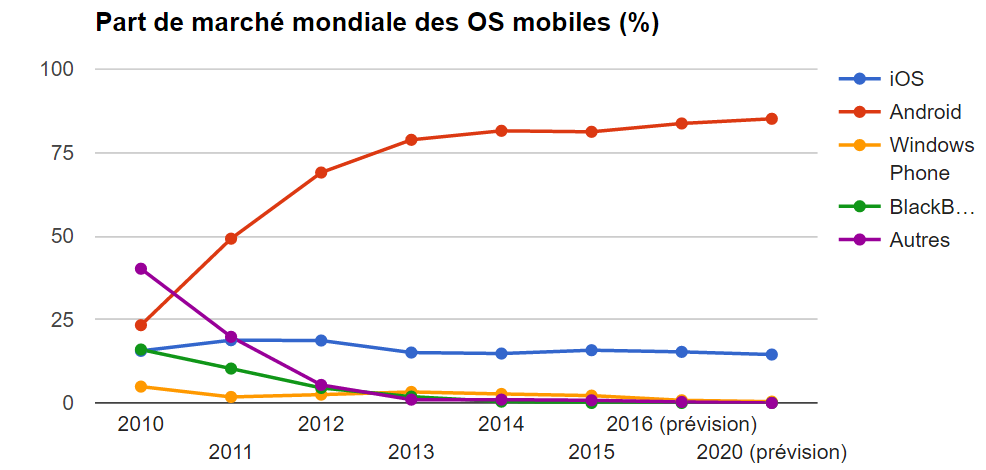 Part de marché mondiale des OS mobiles (%)
100
75
50
25
0
2010
2011
2012
2013
2014
2015
2016 (prévision)
2020 (prévision)
iOS
Android
Windows
Phone
BlackB…
Autres